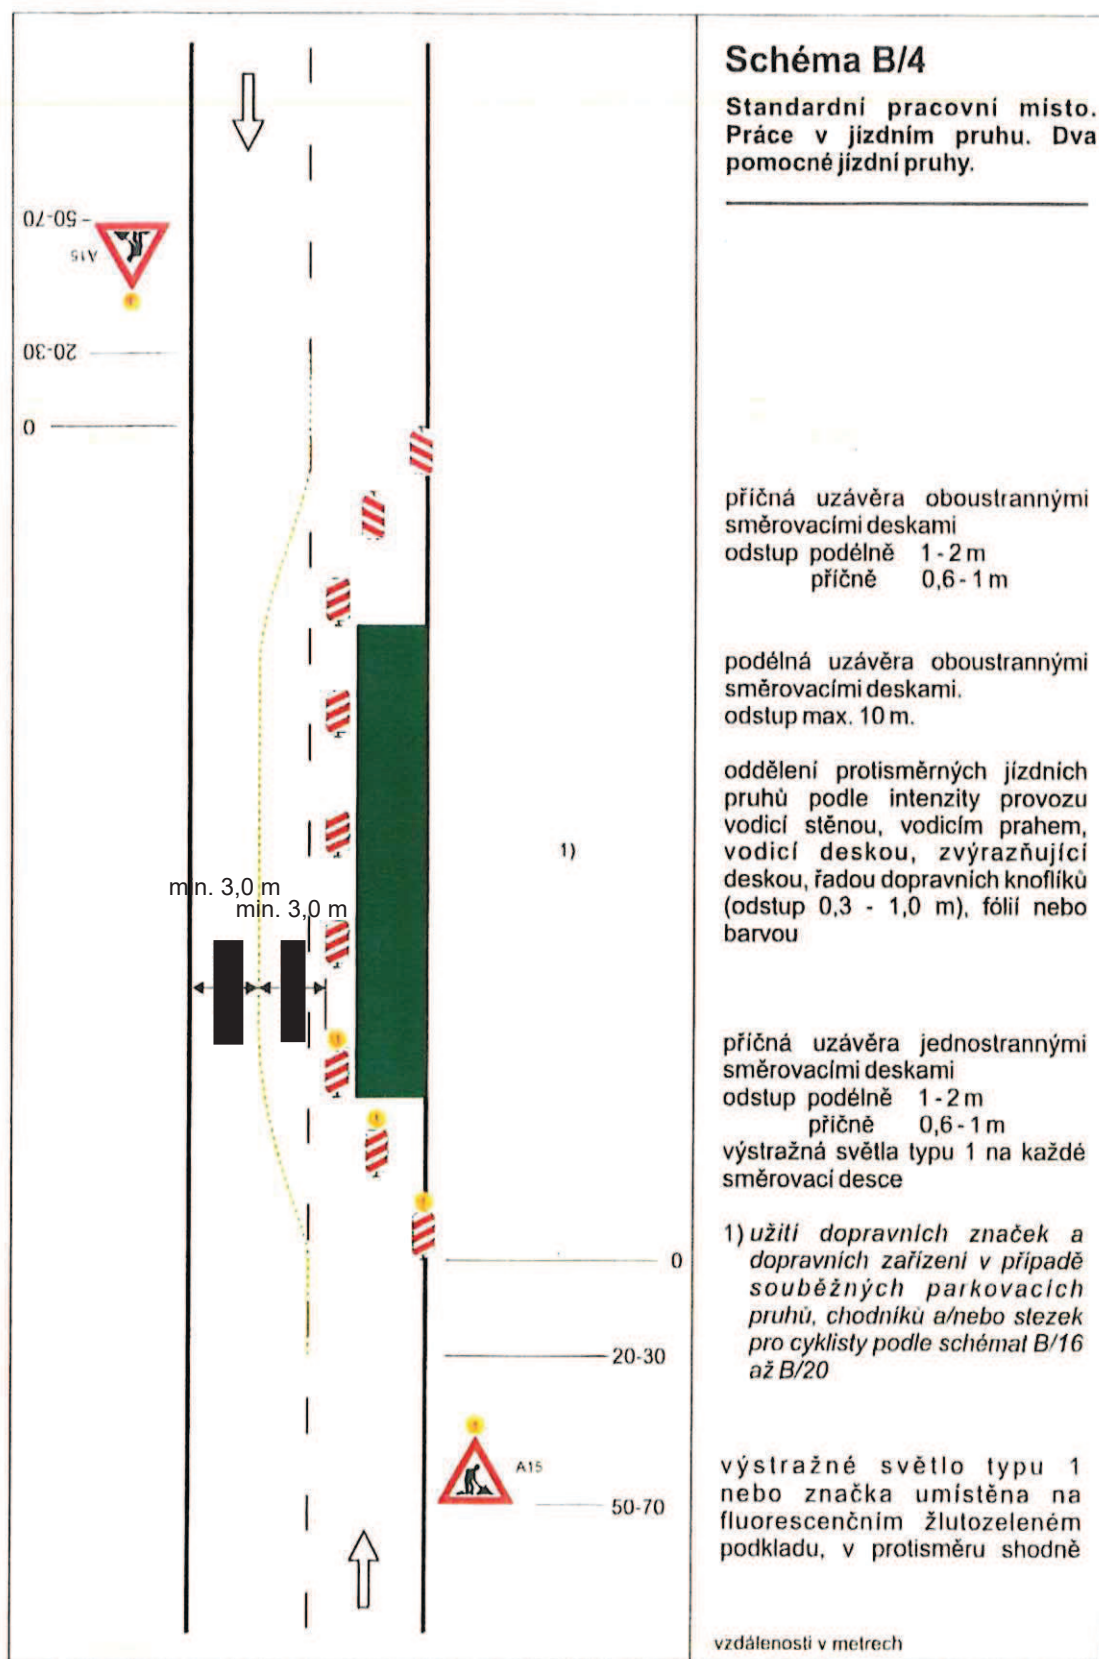 Schéma B/4
Standardní pracovní místo.
Práce v jízdním pruhu. Dva
pomocné jízdní pruhy.
50-70
A15
20-30
0
příčná uzávěra oboustrannými
směrovacími deskami
odstup podélně 1 - 2 m
příčně 0,6 - 1 m
podélná uzávěra oboustrannými
směrovacími deskami.
odstup max. 10 m.
oddělení protisměrných jízdních
pruhů podle intenzity provozu
vodicí stěnou, vodicím prahem,
vodicí deskou, zvýrazňující
deskou, řadou dopravních knoflíků
(odstup 0,3 - 1,0 m), fólií nebo
barvou
1)
min. 3,0 m
min. 3,0 m
příčná uzávěra jednostrannými
směrovacími deskami
odstup podélně 1 - 2 m
příčně 0,6 - 1 m
výstražná světla typu 1 na každé
směrovací desce
1) užití dopravních značek a
dopravních zařízení v případě
souběžných parkovacích
pruhů, chodníků a/nebo stezek
pro cyklisty podle schémat B/16
až B/20
0
20-30
A15
50-70
výstražné světlo typu 1
nebo značka umístěna na
fluorescenčním žlutozeleném
podkladu, v protisměru shodně
vzdálenosti v metrech